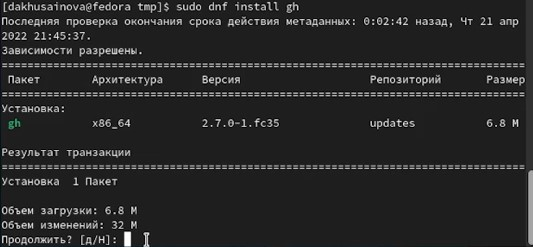 [dakhusainova@fedora tmp]$ sudo dnf install gh
Последняя проверка окончания срока действия метаданных: 0:02:42 назад, Чт 21 апр
2022 21:45:37.
Зависимости разрешены.
================================================================================
Пакет Архитектура Версия Репозиторий Размер
================================================================================
Установка:
gh x86_64 2.7.0-1.fc35 updates 6.8 M

Результат транзакции
================================================================================
Установка 1 Пакет

Объем загрузки: 6.8 M
Объем изменений: 32 M
Продолжить? [д/Н]: